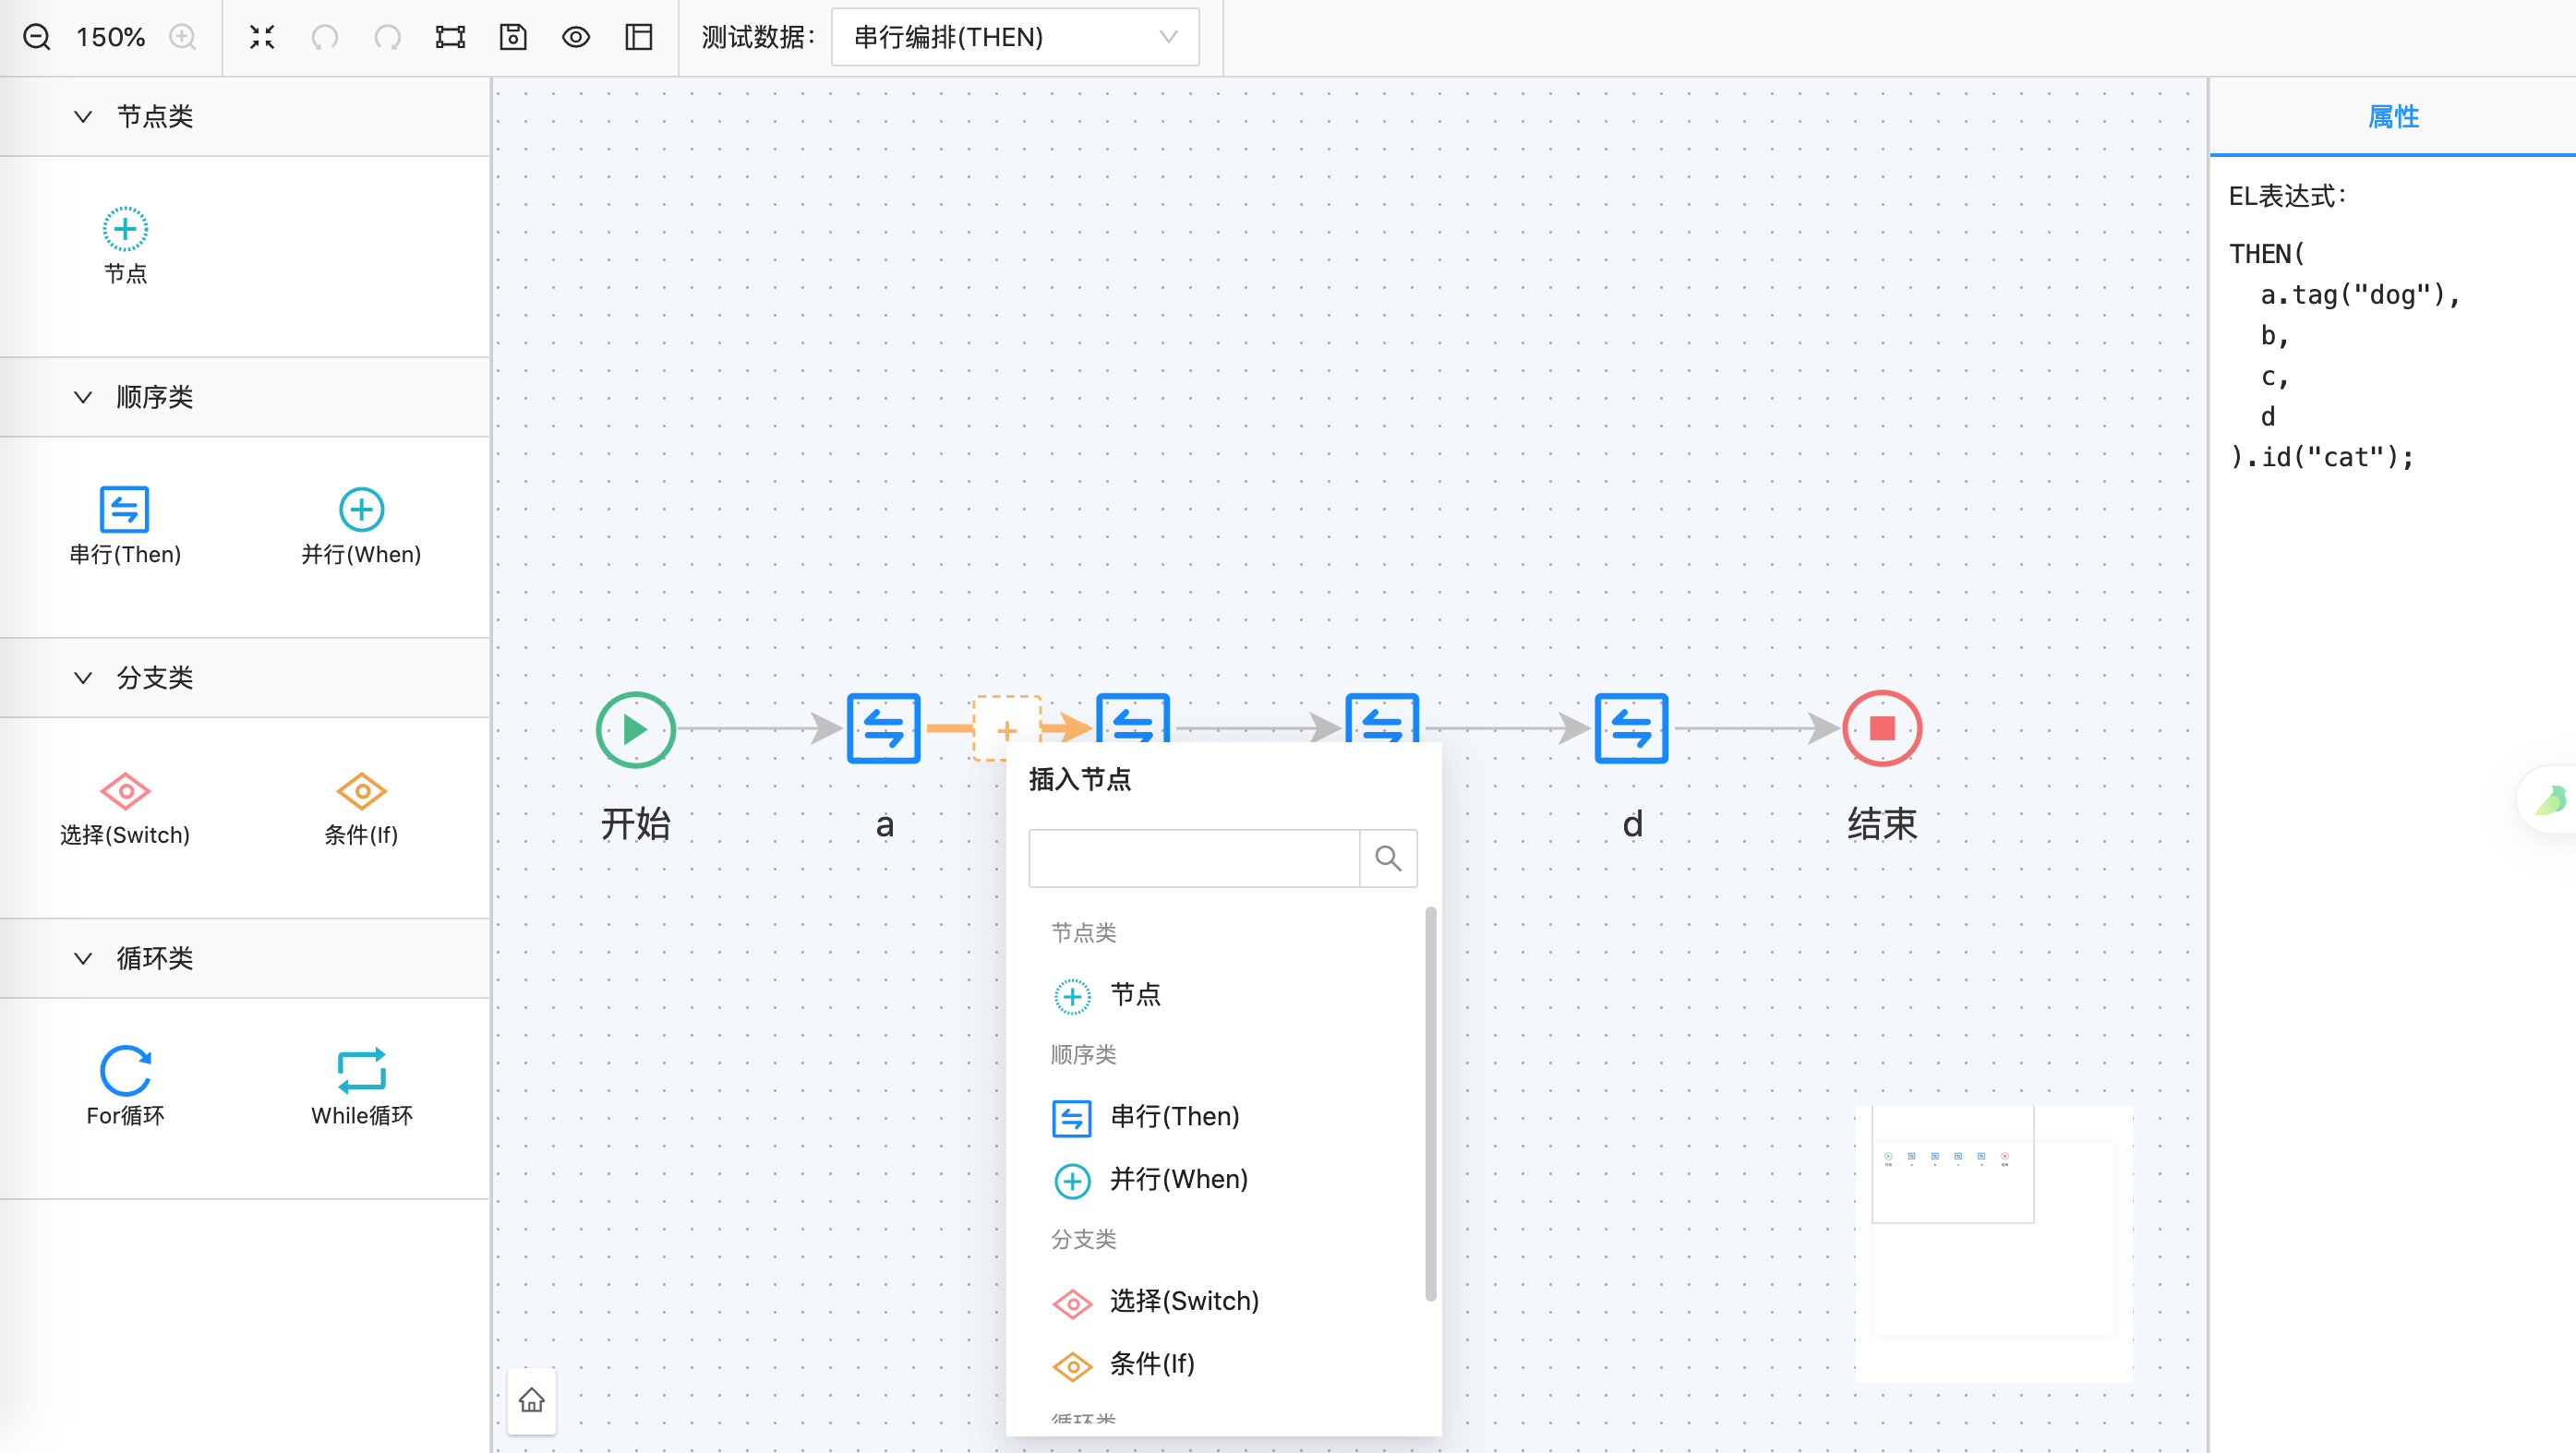 150%
测试数据：
串行编排(THEN)
节点类
节点
顺序类
串行(Then)
并行(When)
分支类
选择(Switch)
条件(If)
循环类
For循环
While循环
开始
a
d
结束
插入节点
节点类
节点
顺序类
串行(Then)
并行(When)
分支类
选择(Switch)
条件(If)
循环类
属性
EL表达式：
THEN(
a.tag("dog"),
b,
c,
d
).id("cat");